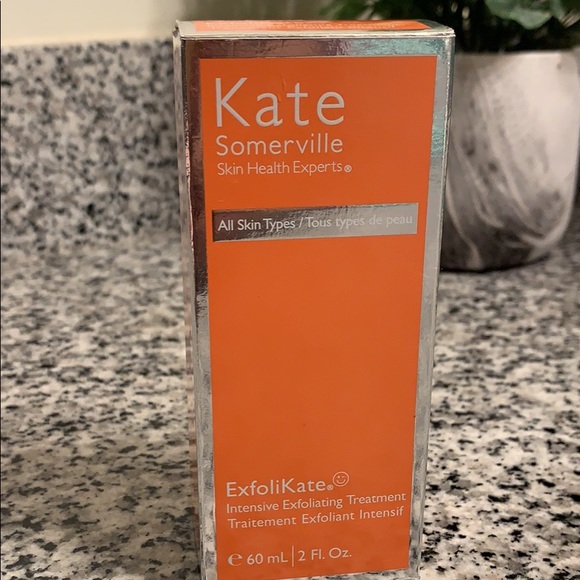 Kate
Somerville
Skin Health Experts®
All Skin Types / Tous types de peau
ExfoliKate®
Intensive Exfoliating Treatment
Traitement Exfoliant Intensif
℮ 60 mL | 2 Fl. Oz.